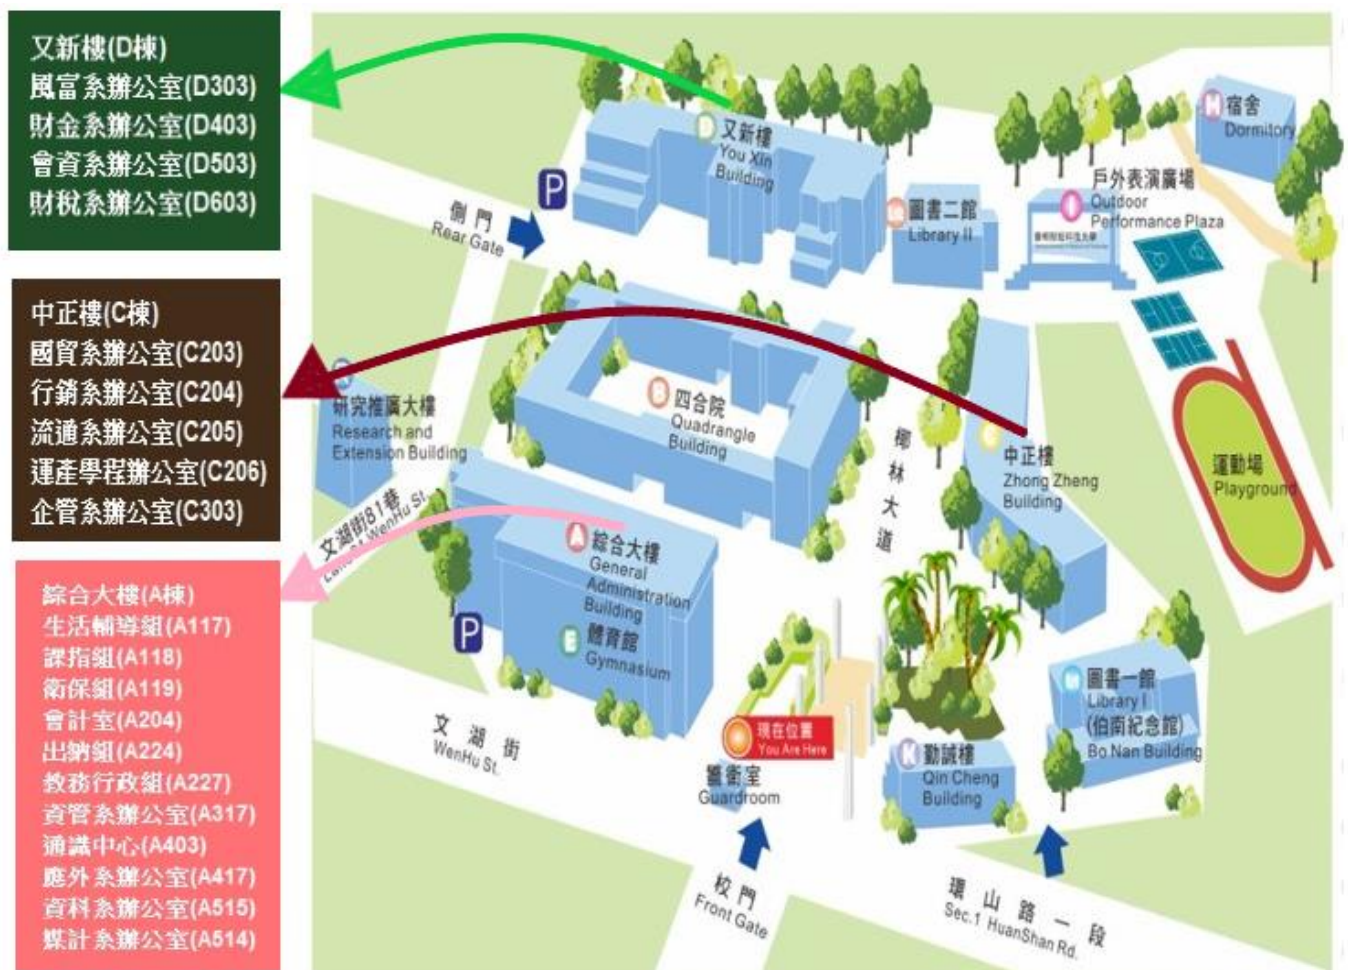 又新樓(D棟)
風富系辦公室(D303)
財金系辦公室(D403)
會資系辦公室(D503)
財稅系辦公室(D603)
中正樓(C棟)
國貿系辦公室(C203)
行銷系辦公室(C204)
流通系辦公室(C205)
運產學程辦公室(C206)
企管系辦公室(C303)
綜合大樓(A棟)
生活輔導組(A117)
課指組(A118)
衛保組(A119)
會計室(A204)
出納組(A224)
教務行政組(A227)
資管系辦公室(A317)
通識中心(A403)
應外系辦公室(A417)
資科系辦公室(A515)
媒計系辦公室(A514)
D 又新樓
You Xin
Building
H 宿舍
Dormitory
戶外表演廣場
Outdoor
Performance Plaza
圖書二館
Library II
P
側門
Rear Gate
研究推廣大樓
Research and
Extension Building
B 四合院
Quadrangle
Building
椰林大道
中正樓
Zhong Zheng
Building
運動場
Playground
文湖街81巷
WenHu St.
A 綜合大樓
General
Administration
Building
E 體育館
Gymnasium
P
圖書一館
Library I
(伯南紀念館)
Bo Nan Building
現在位置
You Are Here
警衛室
Guardroom
K 勤誠樓
Qin Cheng
Building
文湖街
WenHu St.
校門
Front Gate
環山路一段
Sec.1 HuanShan Rd.